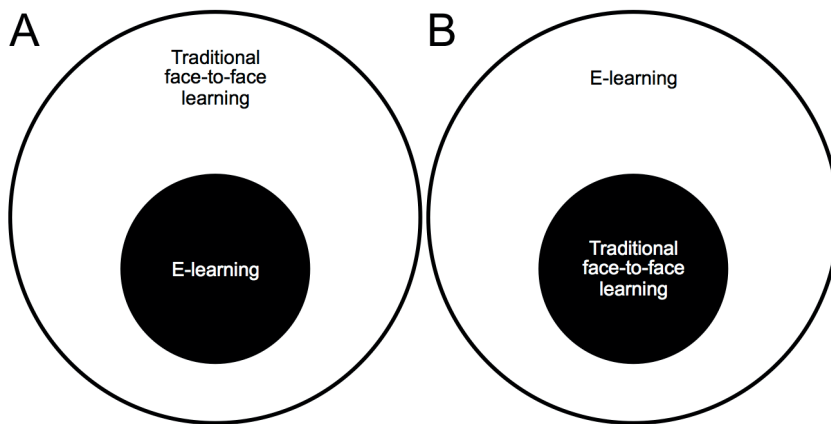 A
Traditional
face-to-face
learning
E-learning
B
E-learning
Traditional
face-to-face
learning